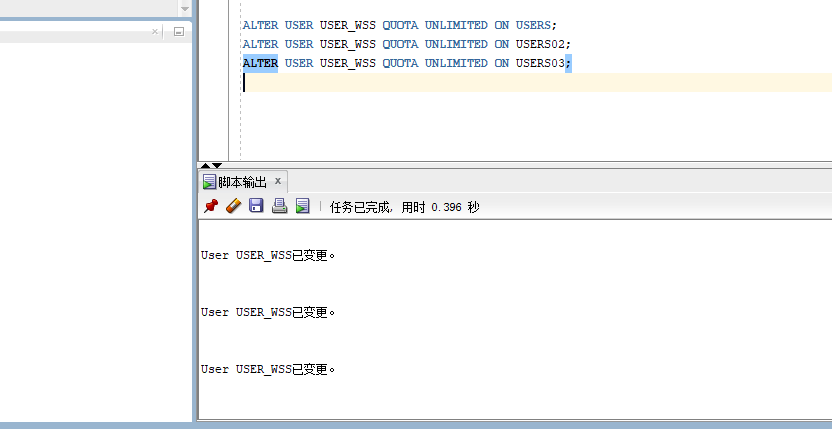 ALTER USER USER_WSS QUOTA UNLIMITED ON USERS;
ALTER USER USER_WSS QUOTA UNLIMITED ON USERS02;
ALTER USER USER_WSS QUOTA UNLIMITED ON USERS03;
脚本输出 x
任务已完成, 用时 0.396 秒
User USER_WSS已变更。
User USER_WSS已变更。
User USER_WSS已变更。